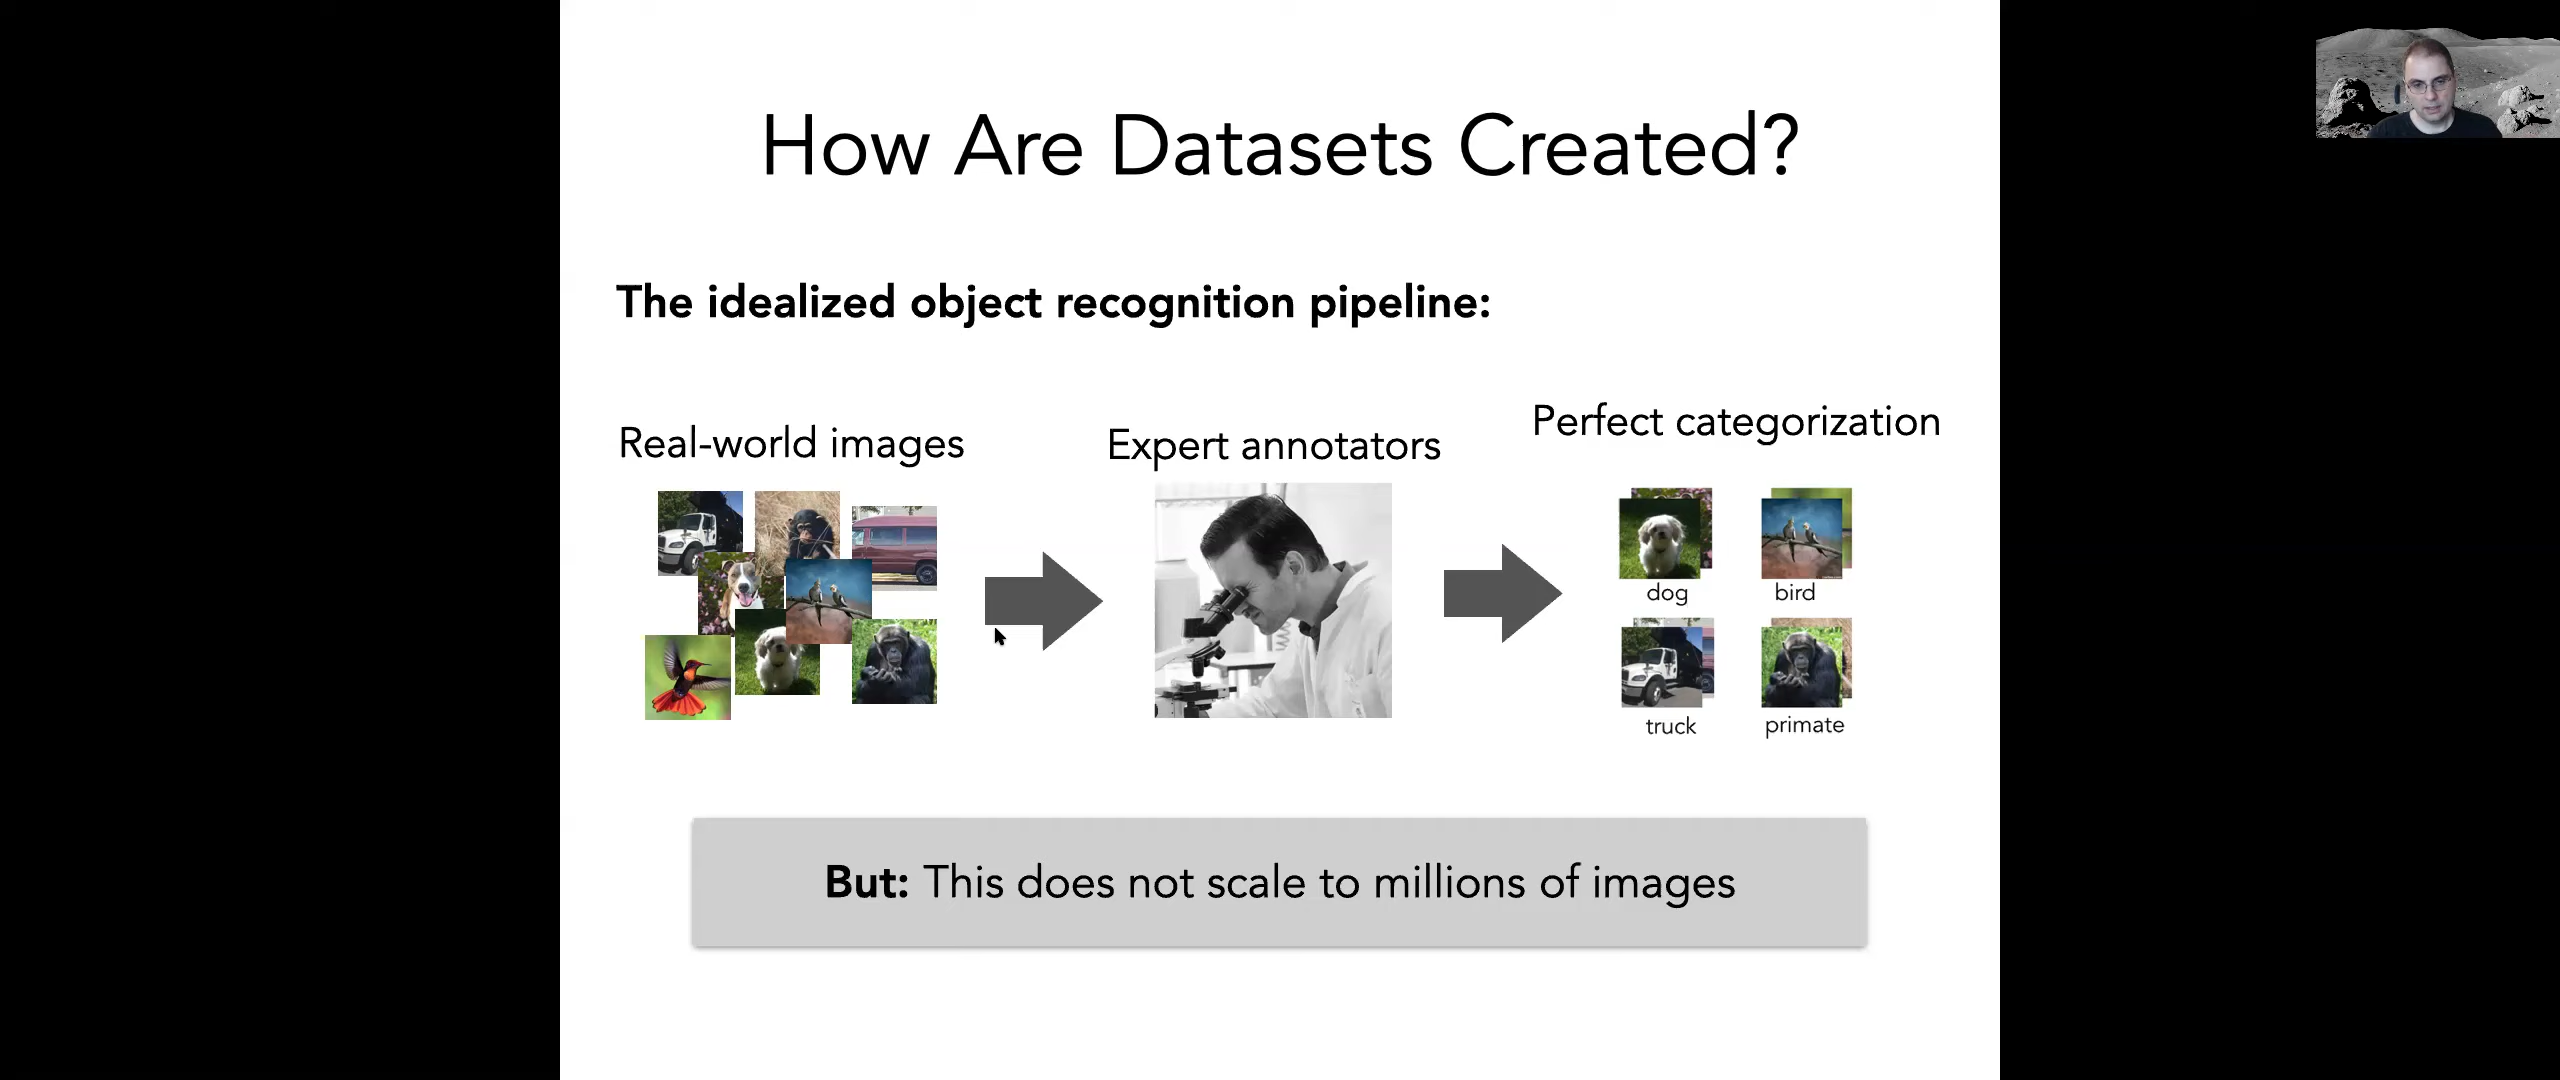 How Are Datasets Created?
The idealized object recognition pipeline:
Real-world images
Expert annotators
Perfect categorization
dog
bird
truck
primate
But: This does not scale to millions of images